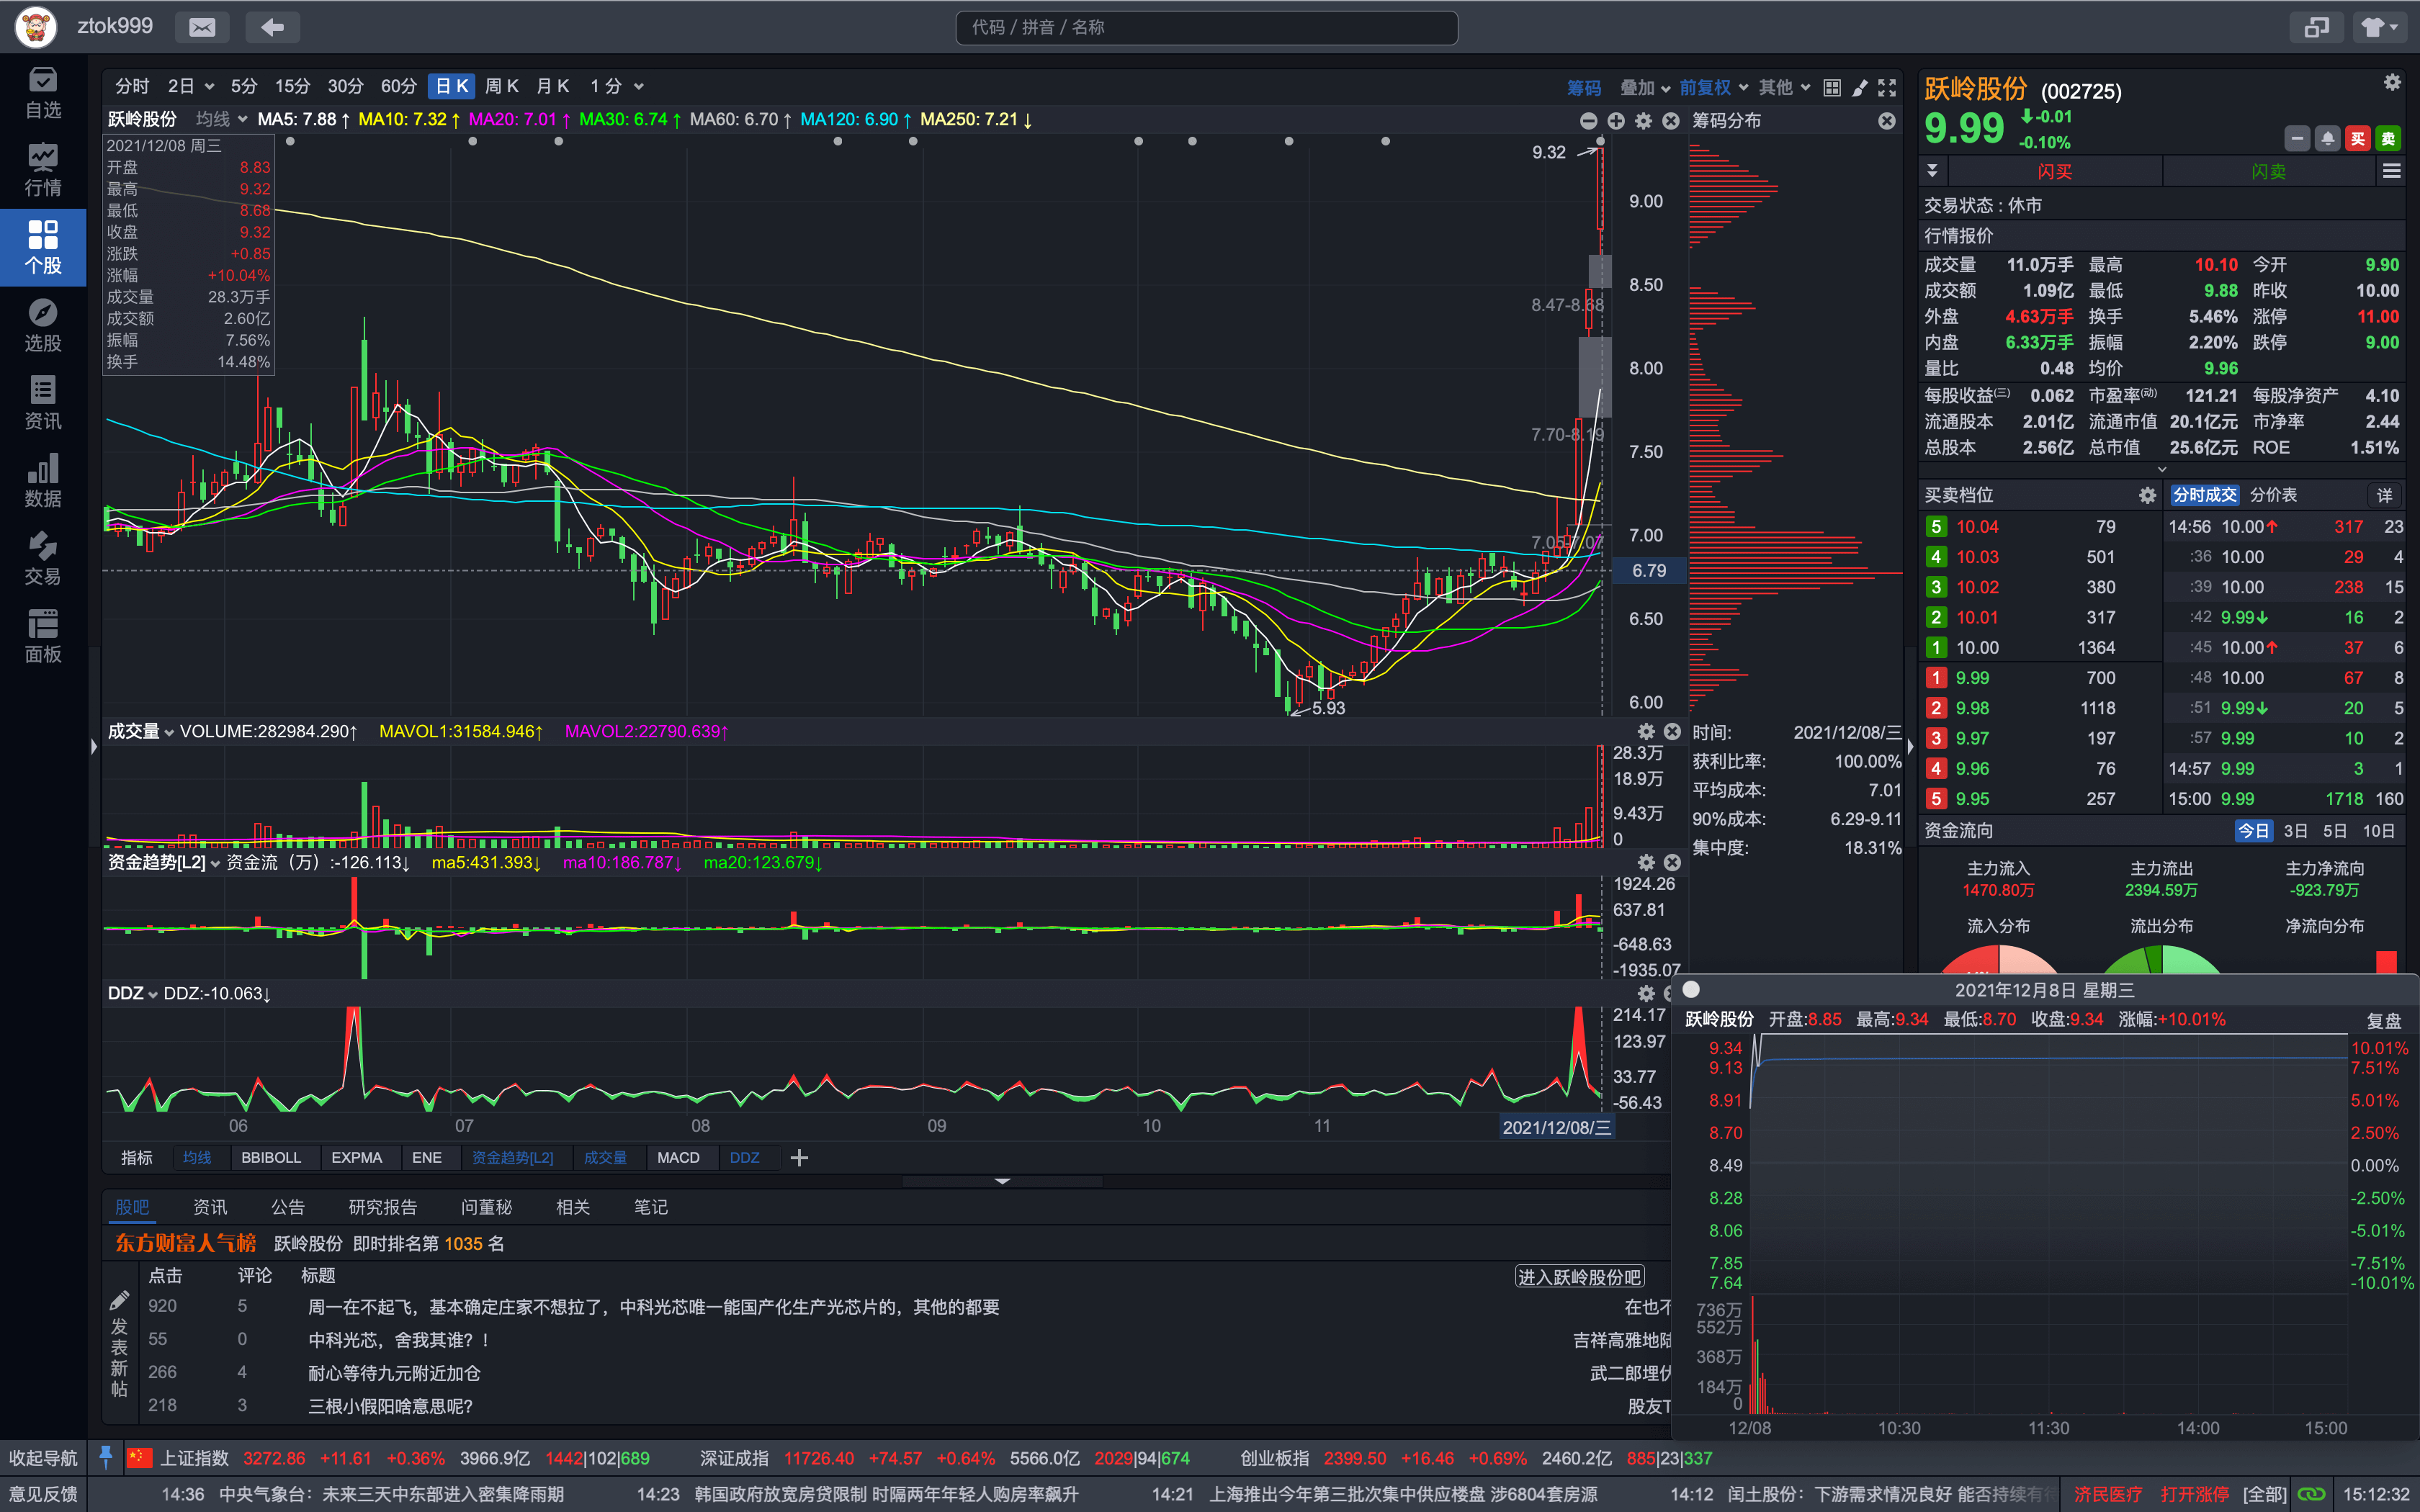 ztok999
代码 / 拼音 / 名称
自选
行情
个股
选股
资讯
数据
交易
面板
分时 2日 5分 15分 30分 60分 日K 周K 月K 1分
筹码 叠加 前复权 其他
跃岭股份 均线 MA5: 7.88↑ MA10: 7.32↑ MA20: 7.01↑ MA30: 6.74↑ MA60: 6.70↑ MA120: 6.90↑ MA250: 7.21↓
筹码分布
2021/12/08 周三
开盘 8.83
最高 9.32
最低 8.68
收盘 9.32
涨跌 +0.85
涨幅 +10.04%
成交量 28.3万手
成交额 2.60亿
振幅 7.56%
换手 14.48%
9.32
9.00
8.50
8.47-8.68
8.00
7.70-8.19
7.50
7.00
7.05-7.07
6.79
6.50
6.00
5.93
成交量 VOLUME:282984.290↑ MAVOL1:31584.946↑ MAVOL2:22790.639↑
28.3万
18.9万
9.43万
0
时间: 2021/12/08/三
获利比率: 100.00%
平均成本: 7.01
90%成本: 6.29-9.11
集中度: 18.31%
资金趋势[L2] 资金流（万）:-126.113↓ ma5:431.393↓ ma10:186.787↓ ma20:123.679↓
1924.26
637.81
-648.63
-1935.07
DDZ DDZ:-10.063↓
214.17
123.97
33.77
-56.43
06 07 08 09 10 11 2021/12/08/三
指标 均线 BBIBOLL EXPMA ENE 资金趋势[L2] 成交量 MACD DDZ
股吧 资讯 公告 研究报告 问董秘 相关 笔记
东方财富人气榜 跃岭股份 即时排名第 1035 名
点击 评论 标题 进入跃岭股份吧
发表新帖
920 5 周一在不起飞，基本确定庄家不想拉了，中科光芯唯一能国产化生产光芯片的，其他的都要 在也不
55 0 中科光芯，舍我其谁？！ 吉祥高雅地
266 4 耐心等待九元附近加仓 武二郎埋伏
218 3 三根小假阳啥意思呢？ 股友T
跃岭股份 (002725)
9.99 -0.01
-0.10%
买 卖
闪买 闪卖
交易状态 : 休市
行情报价
成交量 11.0万手 最高 10.10 今开 9.90
成交额 1.09亿 最低 9.88 昨收 10.00
外盘 4.63万手 换手 5.46% 涨停 11.00
内盘 6.33万手 振幅 2.20% 跌停 9.00
量比 0.48 均价 9.96
每股收益(三) 0.062 市盈率(动) 121.21 每股净资产 4.10
流通股本 2.01亿 流通市值 20.1亿元 市净率 2.44
总股本 2.56亿 总市值 25.6亿元 ROE 1.51%
买卖档位 分时成交 分价表 详
5 10.04 79 14:56 10.00↑ 317 23
4 10.03 501 :36 10.00 29 4
3 10.02 380 :39 10.00 238 15
2 10.01 317 :42 9.99↓ 16 2
1 10.00 1364 :45 10.00↑ 37 6
1 9.99 700 :48 10.00 67 8
2 9.98 1118 :51 9.99↓ 20 5
3 9.97 197 :57 9.99 10 2
4 9.96 76 14:57 9.99 3 1
5 9.95 257 15:00 9.99 1718 160
资金流向 今日 3日 5日 10日
主力流入 主力流出 主力净流向
1470.80万 2394.59万 -923.79万
流入分布 流出分布 净流向分布
2021年12月8日 星期三
跃岭股份 开盘:8.85 最高:9.34 最低:8.70 收盘:9.34 涨幅:+10.01% 复盘
9.34 10.01%
9.13 7.51%
8.91 5.01%
8.70 2.50%
8.49 0.00%
8.28 -2.50%
8.06 -5.01%
7.85 -7.51%
7.64 -10.01%
736万
552万
368万
184万
0
12/08 10:30 11:30 14:00 15:00
收起导航 上证指数 3272.86 +11.61 +0.36% 3966.9亿 1442|102|689 深证成指 11726.40 +74.57 +0.64% 5566.0亿 2029|94|674 创业板指 2399.50 +16.46 +0.69% 2460.2亿 885|23|337
意见反馈 14:36 中央气象台：未来三天中东部进入密集降雨期 14:23 韩国政府放宽房贷限制 时隔两年年轻人购房率飙升 14:21 上海推出今年第三批次集中供应楼盘 涉6804套房源 14:12 闰土股份：下游需求情况良好 能否持续有待 济民医疗 打开涨停 [全部] 15:12:32